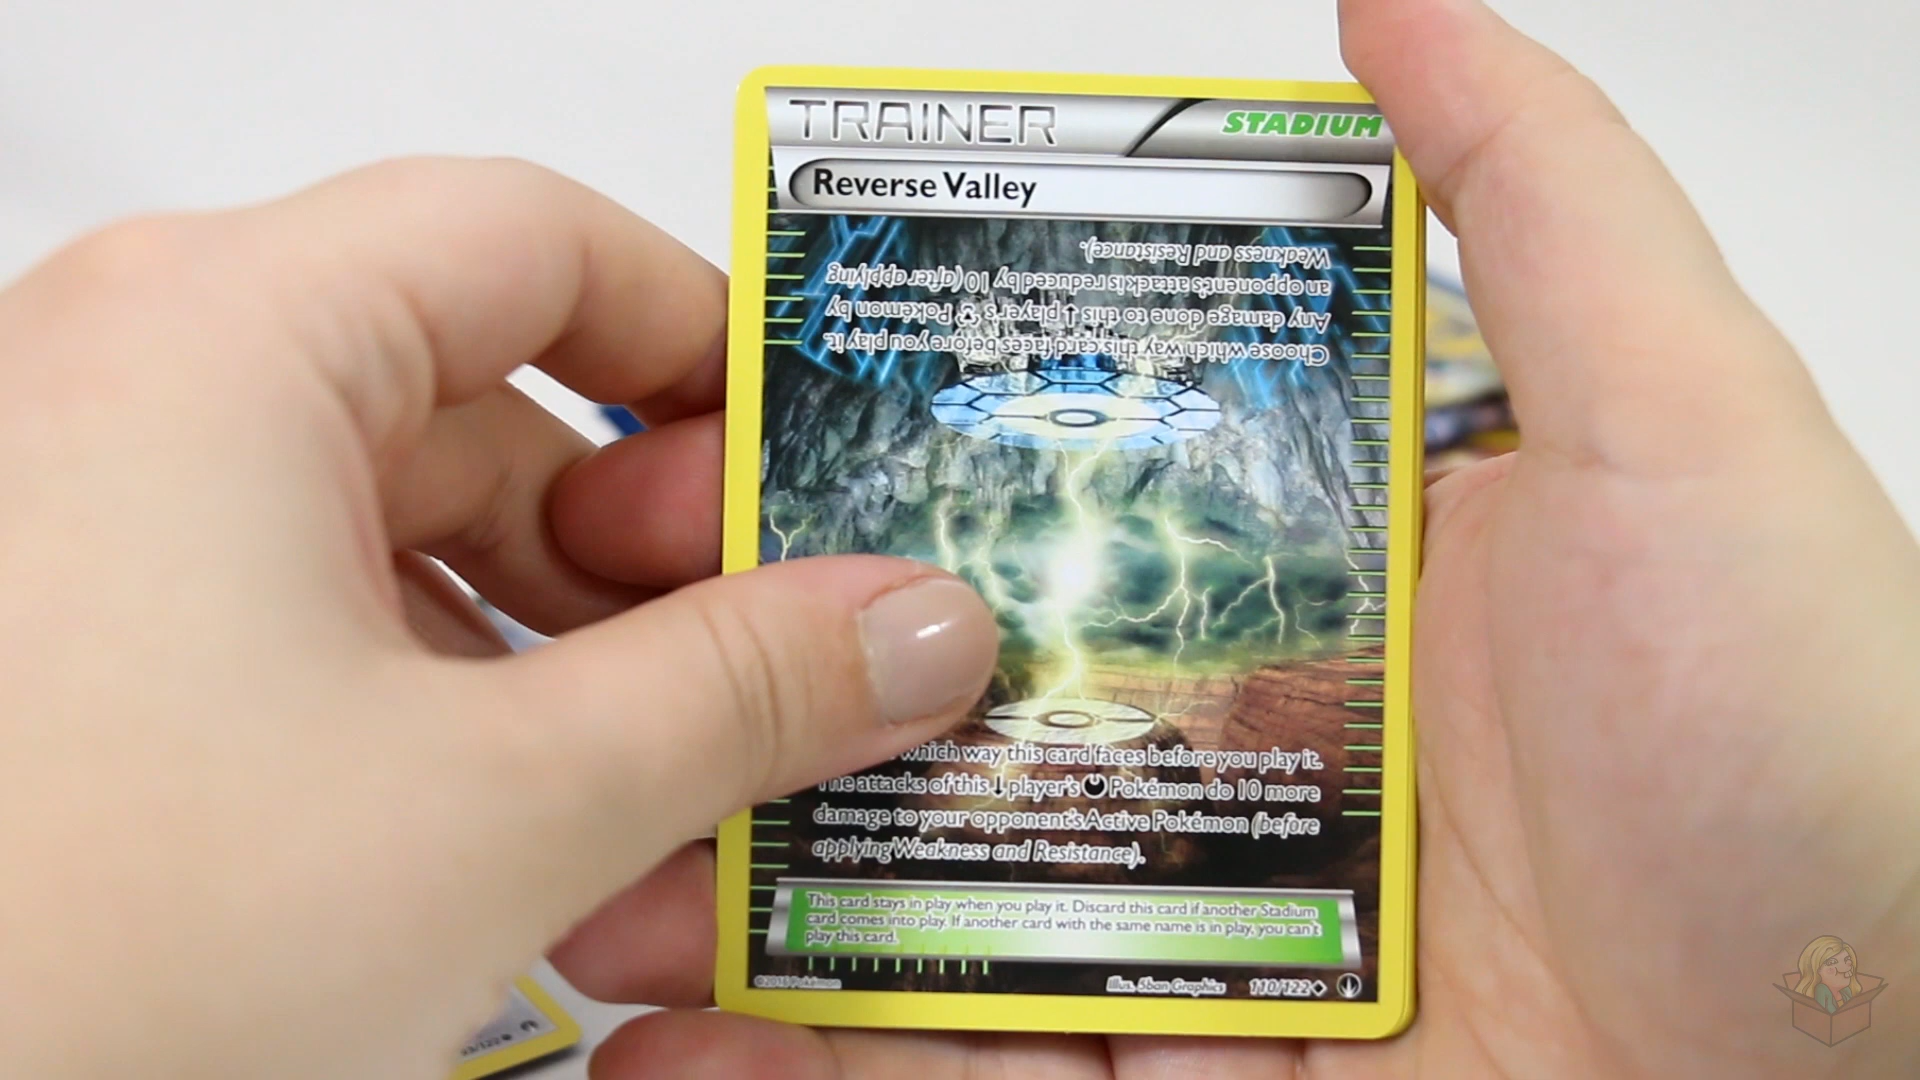 TRAINER
STADIUM
Reverse Valley
Weakness and Resistance).
an opponent's attack is reduced by 10 (after applying
Any damage done to this ↑ player's Pokémon by
Choose which way this card faces before you play it.
which way this card faces before you play it.
The attacks of this ↓ player's Pokémon do 10 more
damage to your opponent's Active Pokémon (before
applying Weakness and Resistance).
This card stays in play when you play it. Discard this card if another Stadium
card comes into play. If another card with the same name is in play, you can't
play this card.
©2016 Pokémon
Illus. 5ban Graphics
110/122